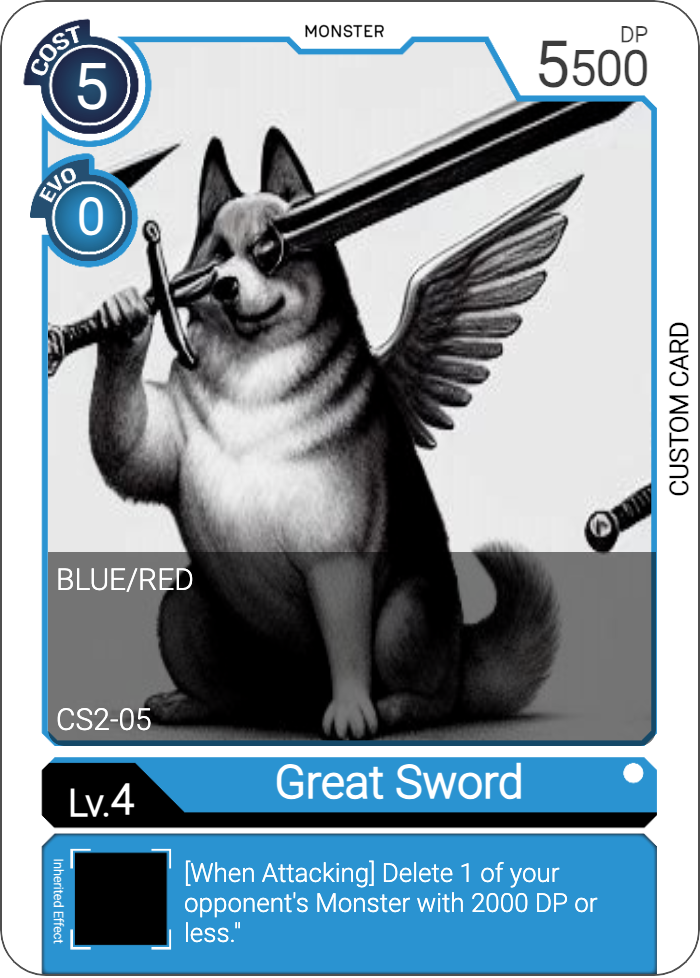 MONSTER
COST
5
DP
5500
EVO
0
CUSTOM CARD
BLUE/RED
CS2-05
Lv.4
Great Sword
Inherited Effect
[When Attacking] Delete 1 of your
opponent's Monster with 2000 DP or
less."